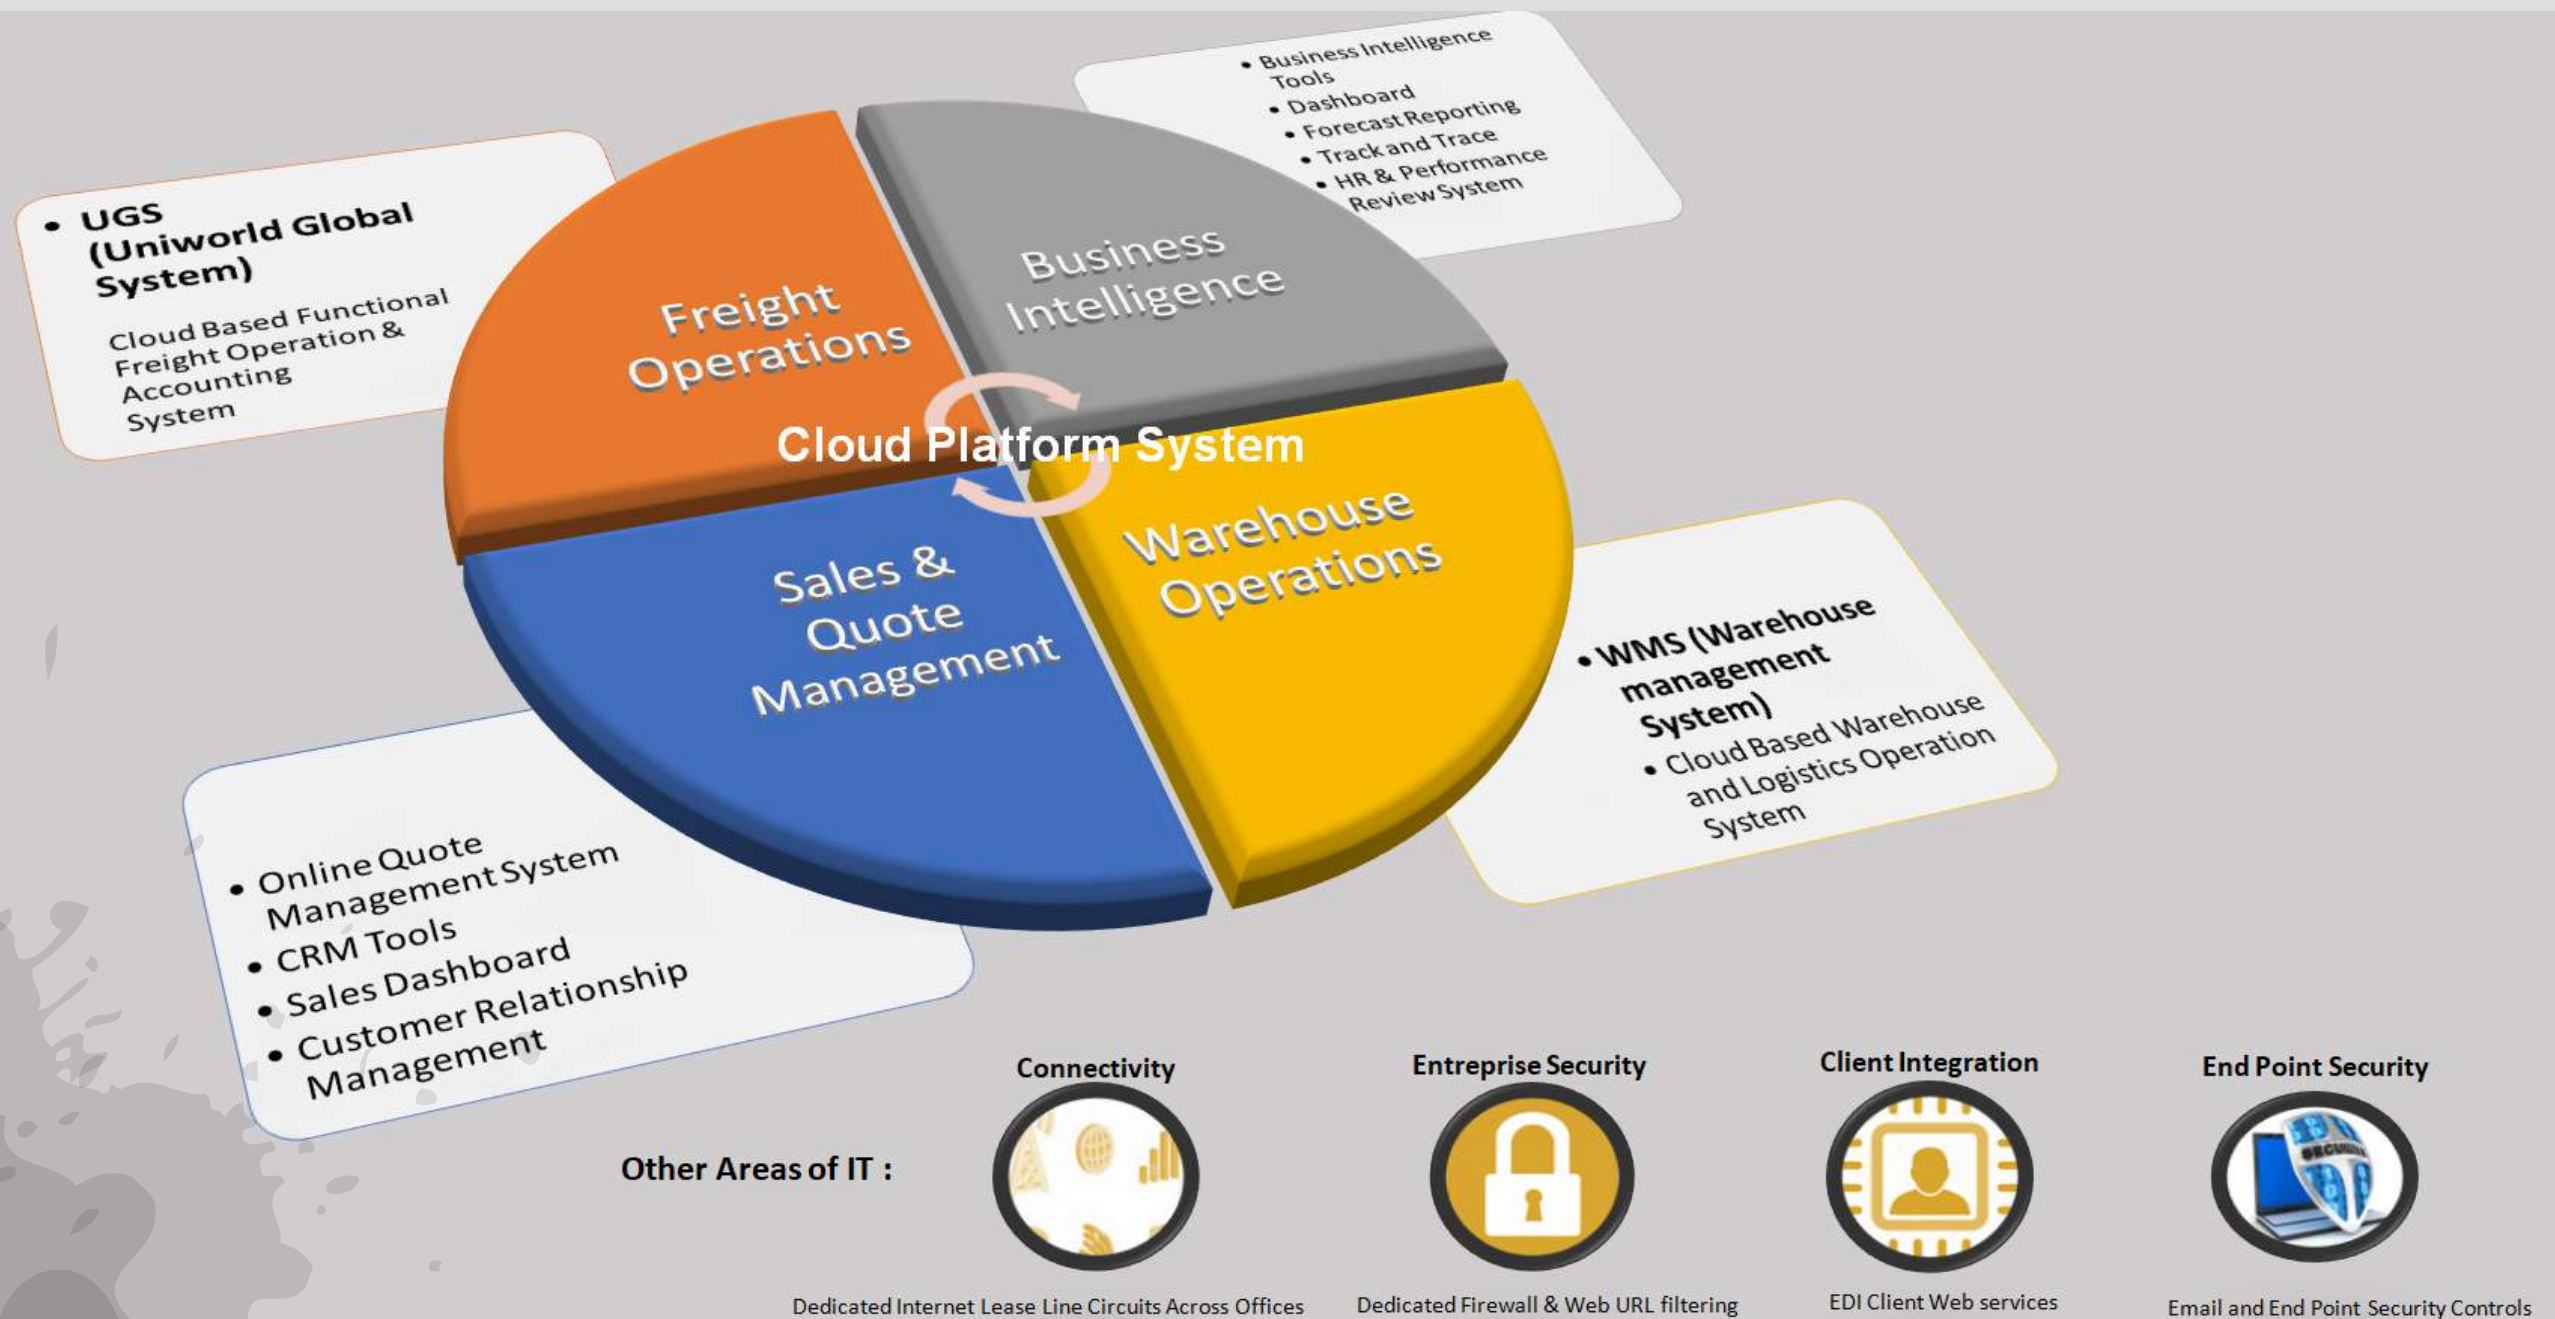 • UGS
(Uniworld Global
System)
Cloud Based Functional
Freight Operation &
Accounting
System
• Business Intelligence
Tools
• Dashboard
• Forecast Reporting
• Track and Trace
• HR & Performance
Review System
Freight
Operations
Business
Intelligence
Cloud Platform System
Sales &
Quote
Management
Warehouse
Operations
• WMS (Warehouse
management
System)
• Cloud Based Warehouse
and Logistics Operation
System
• Online Quote
Management System
• CRM Tools
• Sales Dashboard
• Customer Relationship
Management
Other Areas of IT :
Connectivity
Dedicated Internet Lease Line Circuits Across Offices
Entreprise Security
Dedicated Firewall & Web URL filtering
Client Integration
EDI Client Web services
End Point Security
SECURITY
Email and End Point Security Controls